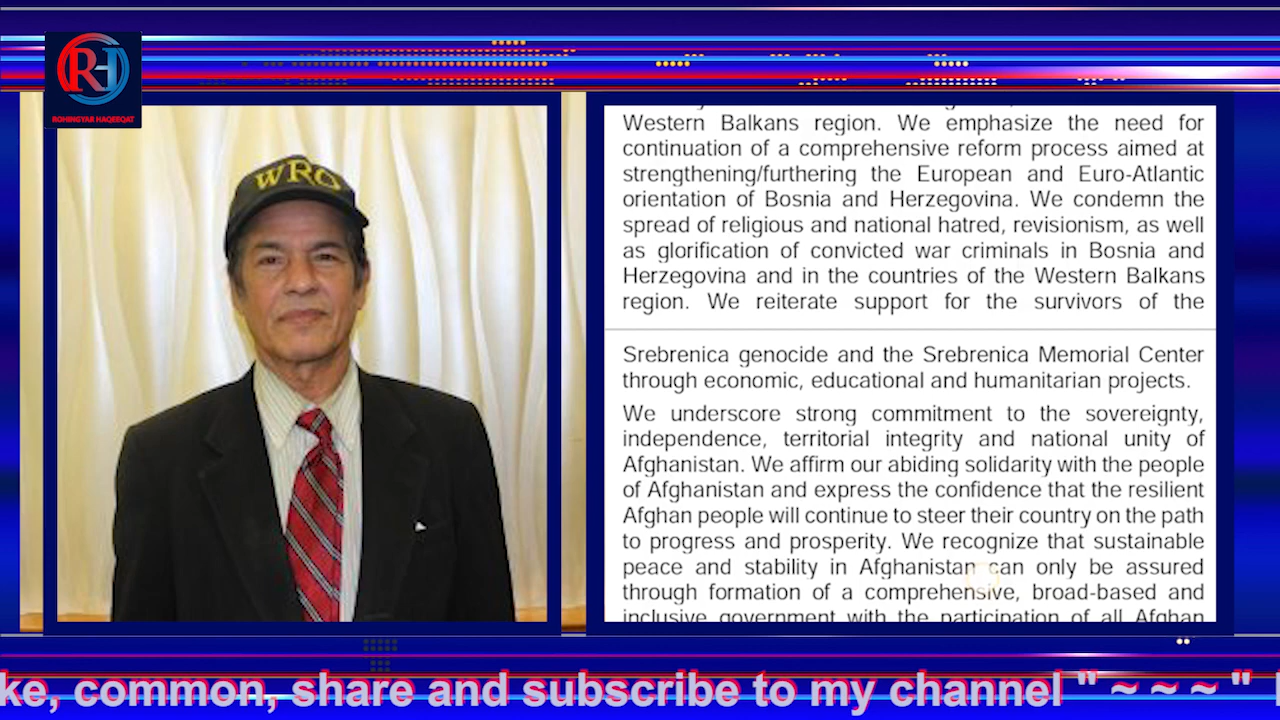 RH
ROHINGYAR HAQEEQAT
WRO
Western Balkans region. We emphasize the need for
continuation of a comprehensive reform process aimed at
strengthening/furthering the European and Euro-Atlantic
orientation of Bosnia and Herzegovina. We condemn the
spread of religious and national hatred, revisionism, as well
as glorification of convicted war criminals in Bosnia and
Herzegovina and in the countries of the Western Balkans
region. We reiterate support for the survivors of the
Srebrenica genocide and the Srebrenica Memorial Center
through economic, educational and humanitarian projects.
We underscore strong commitment to the sovereignty,
independence, territorial integrity and national unity of
Afghanistan. We affirm our abiding solidarity with the people
of Afghanistan and express the confidence that the resilient
Afghan people will continue to steer their country on the path
to progress and prosperity. We recognize that sustainable
peace and stability in Afghanistan can only be assured
through formation of a comprehensive, broad-based and
inclusive government with the participation of all Afghan
ke, common, share and subscribe to my channel " ~ ~ ~ "